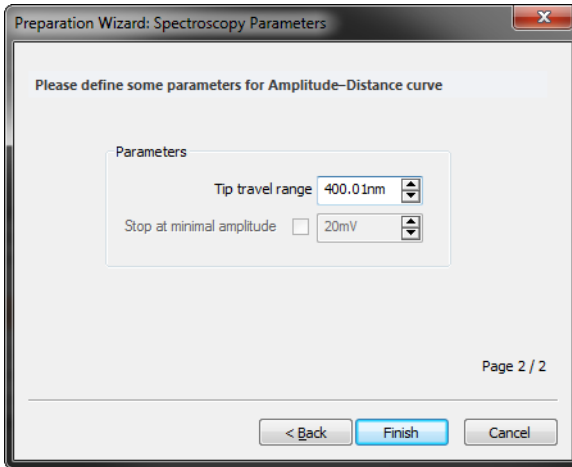 Preparation Wizard: Spectroscopy Parameters
Please define some parameters for Amplitude–Distance curve
Parameters
Tip travel range 400.01nm
Stop at minimal amplitude 20mV
Page 2 / 2
< Back Finish Cancel